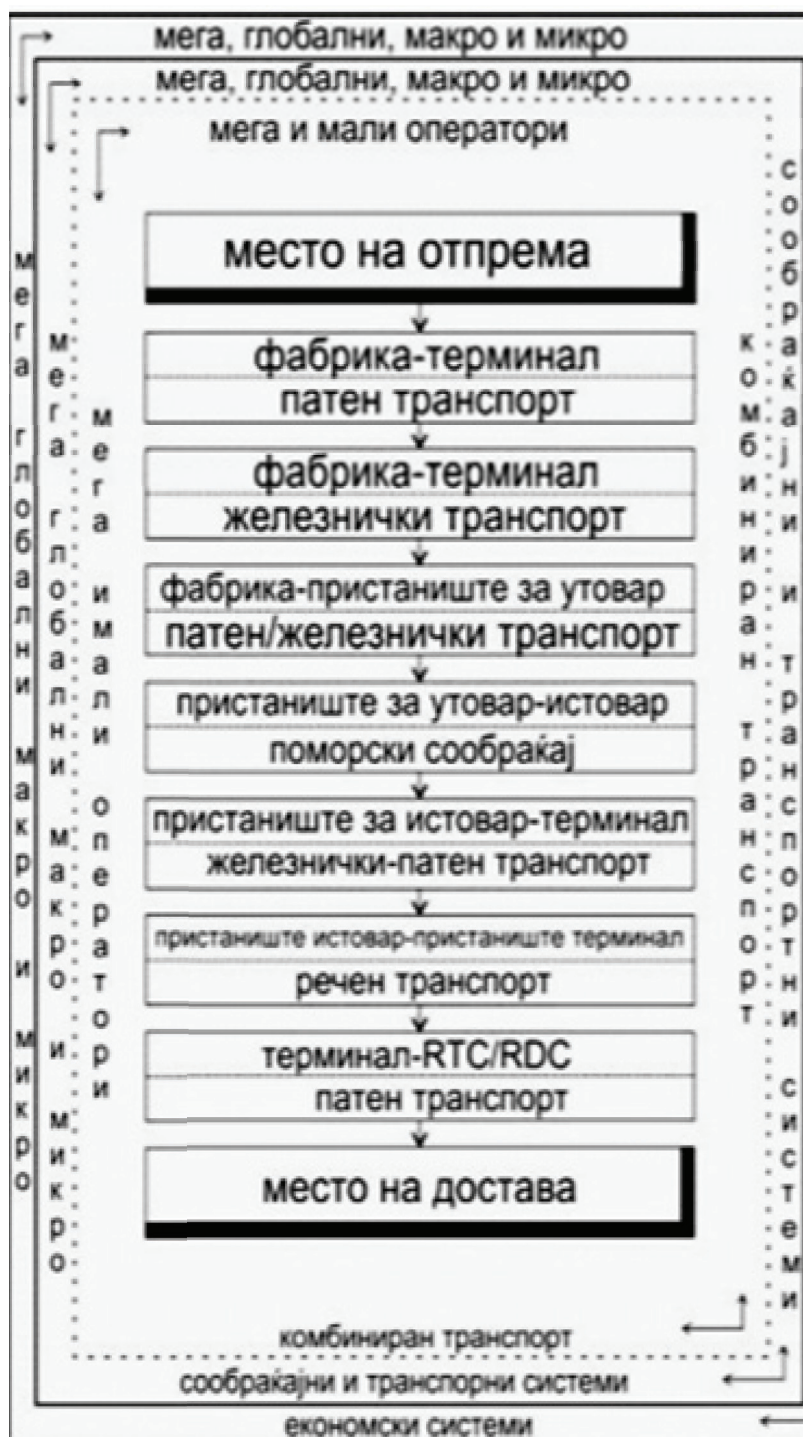 мега, глобални, макро и микро
мега, глобални, макро и микро
мега и мали оператори
место на отпрема
фабрика-терминал
патен транспорт
фабрика-терминал
железнички транспорт
фабрика-пристаниште за утовар
патен/железнички транспорт
пристаниште за утовар-истовар
поморски сообраќај
пристаниште за истовар-терминал
железнички-патен транспорт
пристаниште истовар-пристаниште терминал
речен транспорт
терминал-RTC/RDC
патен транспорт
место на достава
комбиниран транспорт
сообраќајни и транспорни системи
економски системи
мега глобални макро и микро
мега глобални макро и микро
мега и мали оператори
комбиниран транспорт
сообраќајни и транспортни системи